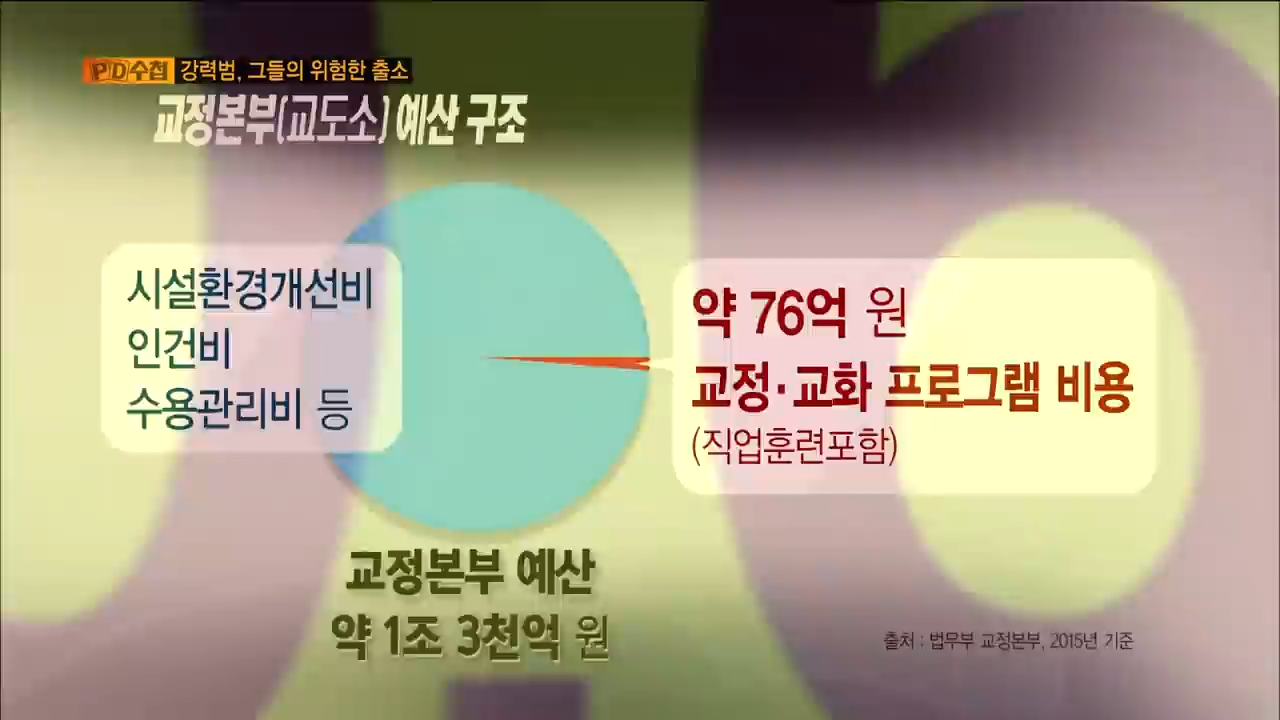 PD수첩 강력범, 그들의 위험한 출소
교정본부(교도소) 예산 구조
시설환경개선비
인건비
수용관리비 등
약 76억 원
교정·교화 프로그램 비용
(직업훈련포함)
교정본부 예산
약 1조 3천억 원
출처 : 법무부 교정본부, 2015년 기준